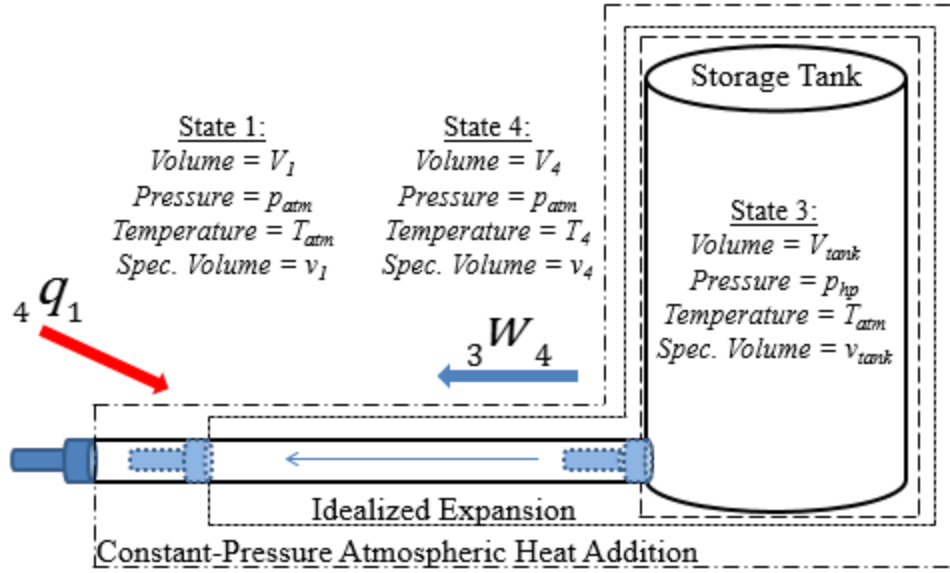 Storage Tank
State 1:
Volume = V1
Pressure = patm
Temperature = Tatm
Spec. Volume = v1
State 4:
Volume = V4
Pressure = patm
Temperature = T4
Spec. Volume = v4
State 3:
Volume = Vtank
Pressure = php
Temperature = Tatm
Spec. Volume = vtank
4q1
3w4
Idealized Expansion
Constant-Pressure Atmospheric Heat Addition